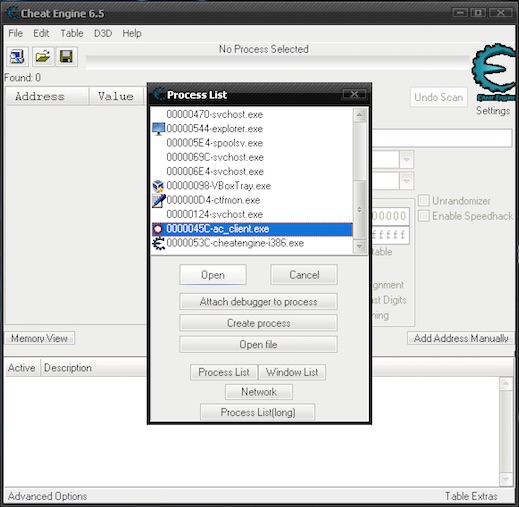 Cheat Engine 6.5
File Edit Table D3D Help
No Process Selected
Found: 0
Address Value
Undo Scan
Cheat Engine
Settings
Process List
00000470-svchost.exe
00000544-explorer.exe
000005E4-spoolsv.exe
0000069C-svchost.exe
000006E4-svchost.exe
00000098-VBoxTray.exe
000000D4-ctfmon.exe
00000124-svchost.exe
0000045C-ac_client.exe
0000053C-cheatengine-i386.exe
Open Cancel
Attach debugger to process
Create process
Open file
Process List Window List
Network
Process List(long)
Unrandomizer
Enable Speedhack
00000
fffff
table
ignment
st Digits
ning
Memory View
Add Address Manually
Active Description
Advanced Options
Table Extras